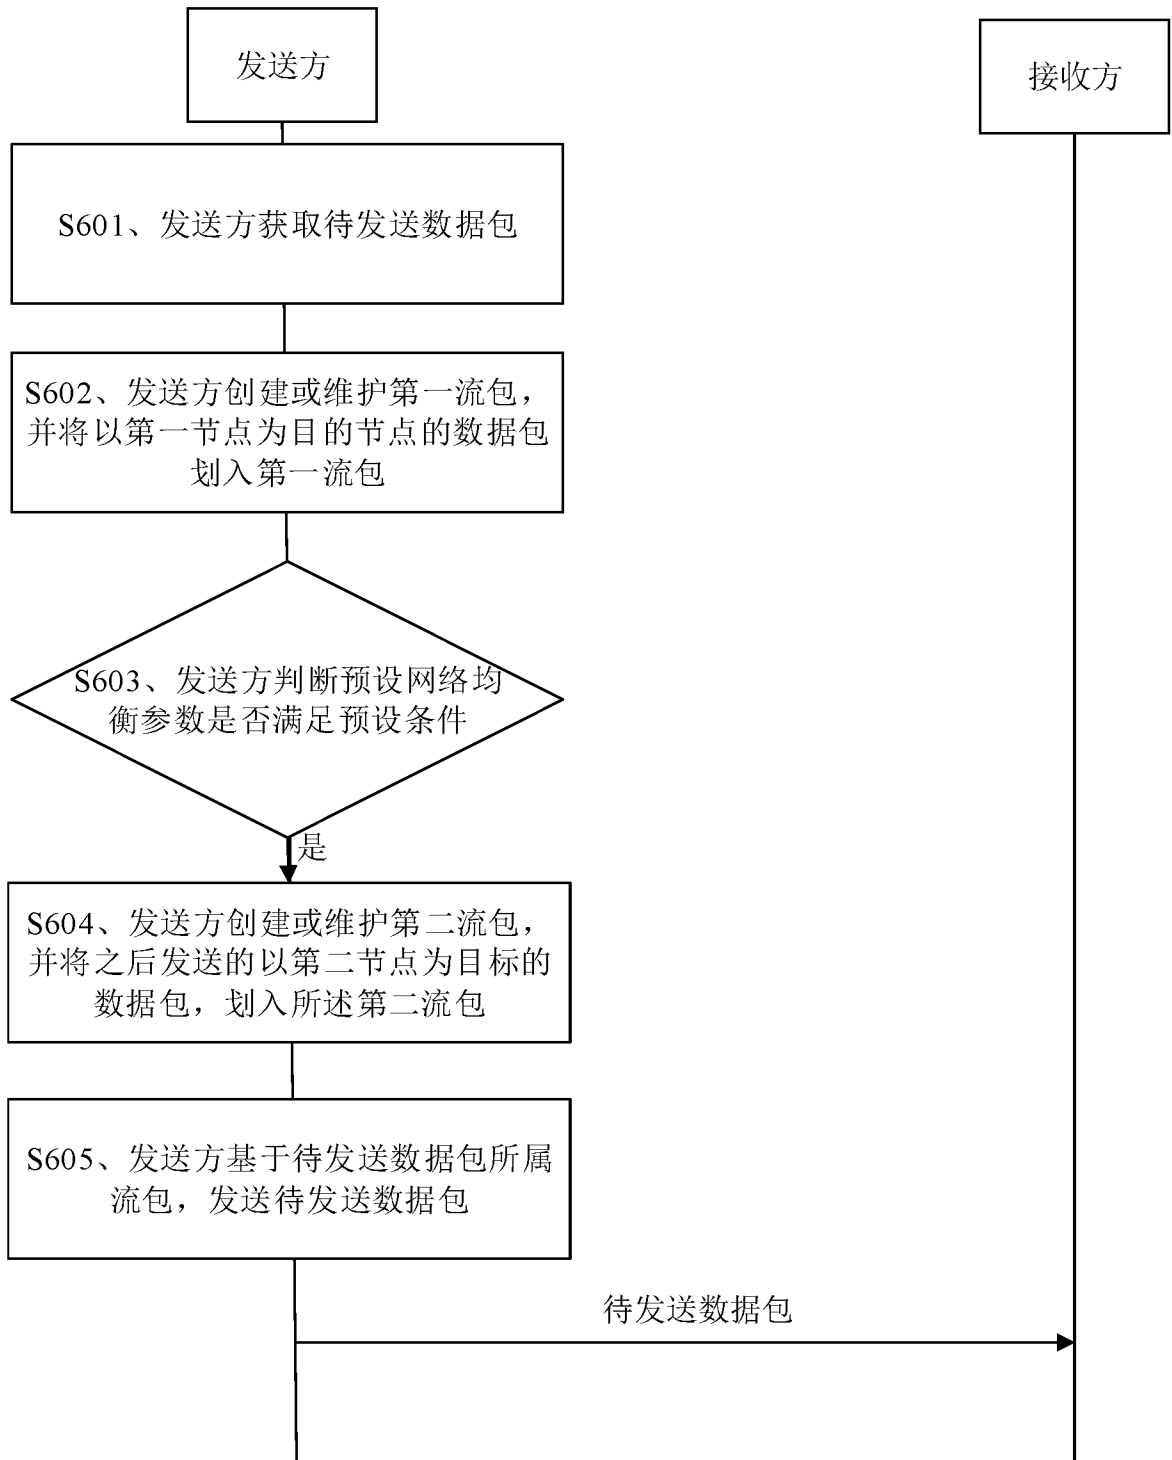 发送方
接收方
S601、发送方获取待发送数据包
S602、发送方创建或维护第一流包，
并将以第一节点为目的节点的数据包
划入第一流包
S603、发送方判断预设网络均
衡参数是否满足预设条件
是
S604、发送方创建或维护第二流包，
并将之后发送的以第二节点为目标的
数据包，划入所述第二流包
S605、发送方基于待发送数据包所属
流包，发送待发送数据包
待发送数据包